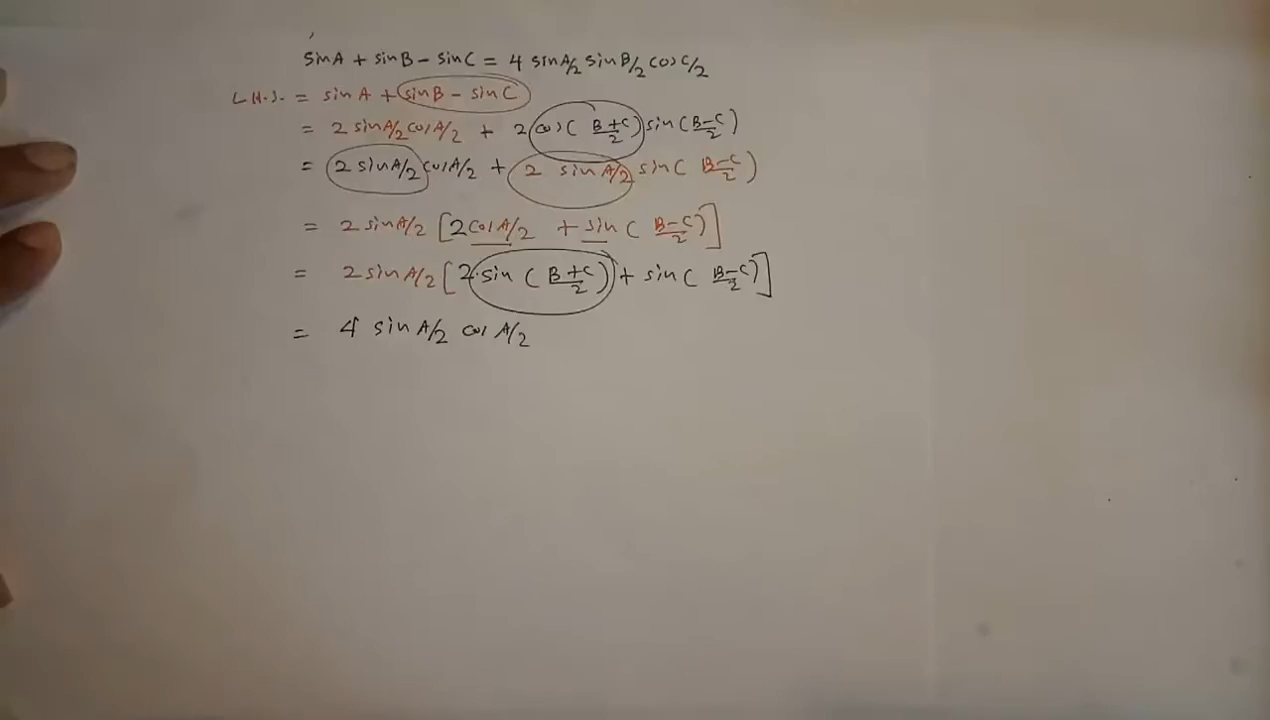 sinA + sinB - sinC = 4 sinA/2 sinB/2 cosC/2
L.H.S. = sinA + sinB - sinC
= 2 sinA/2 cosA/2 + 2 cos( B+C/2 ) sin( B-C/2 )
= 2 sinA/2 cosA/2 + 2 sinA/2 sin( B-C/2 )
= 2 sinA/2 [ 2 cosA/2 + sin( B-C/2 ) ]
= 2 sinA/2 [ 2·sin( B+C/2 ) + sin( B-C/2 ) ]
= 4 sinA/2 cosA/2